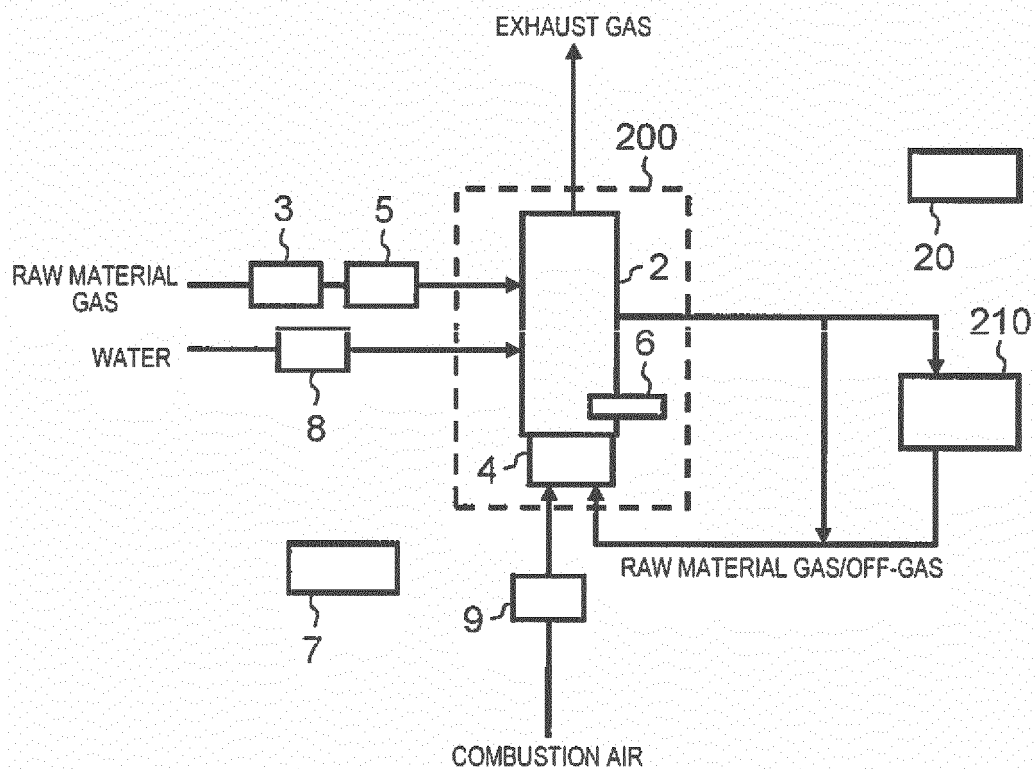 EXHAUST GAS
200
20
3
5
2
RAW MATERIAL
GAS
210
WATER
6
8
4
RAW MATERIAL GAS/OFF-GAS
7
9
COMBUSTION AIR